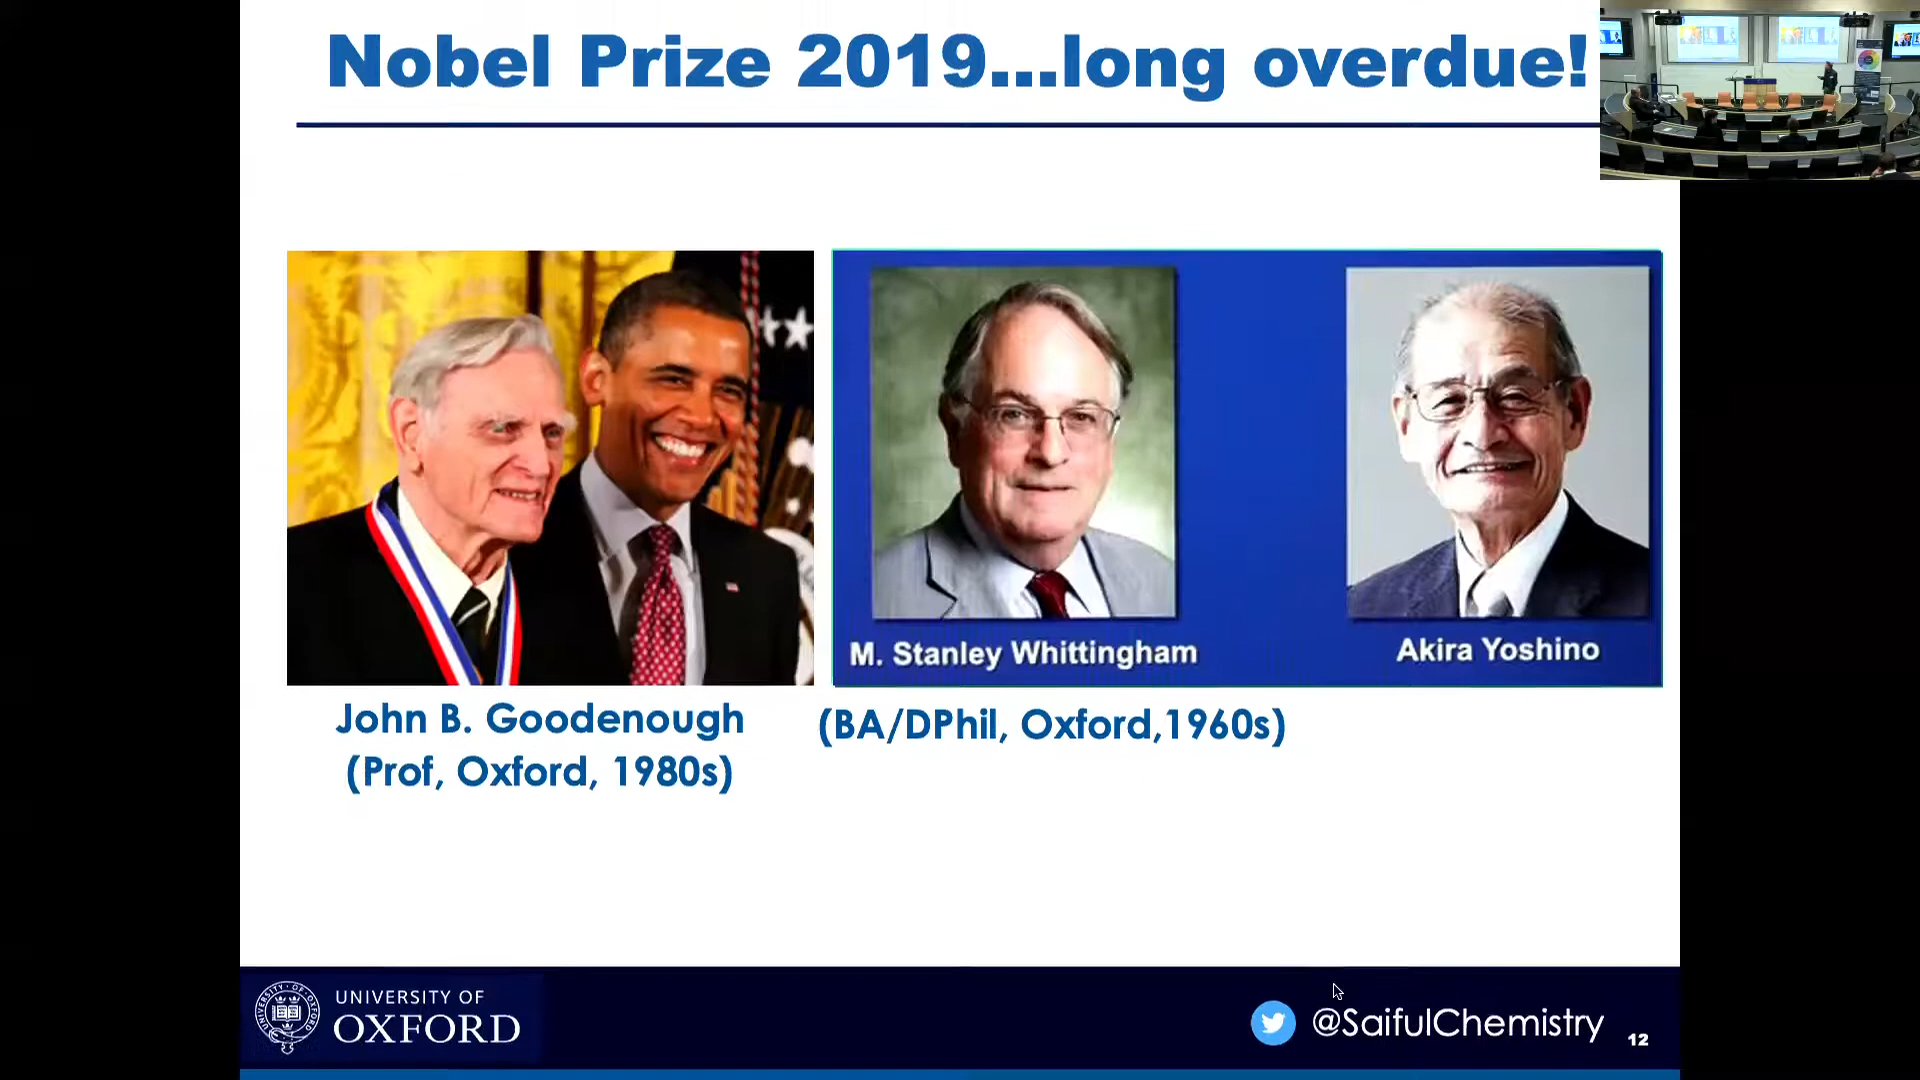 Nobel Prize 2019...long overdue!
M. Stanley Whittingham
Akira Yoshino
John B. Goodenough
(Prof, Oxford, 1980s)
(BA/DPhil, Oxford,1960s)
UNIVERSITY OF
OXFORD
@SaifulChemistry
12